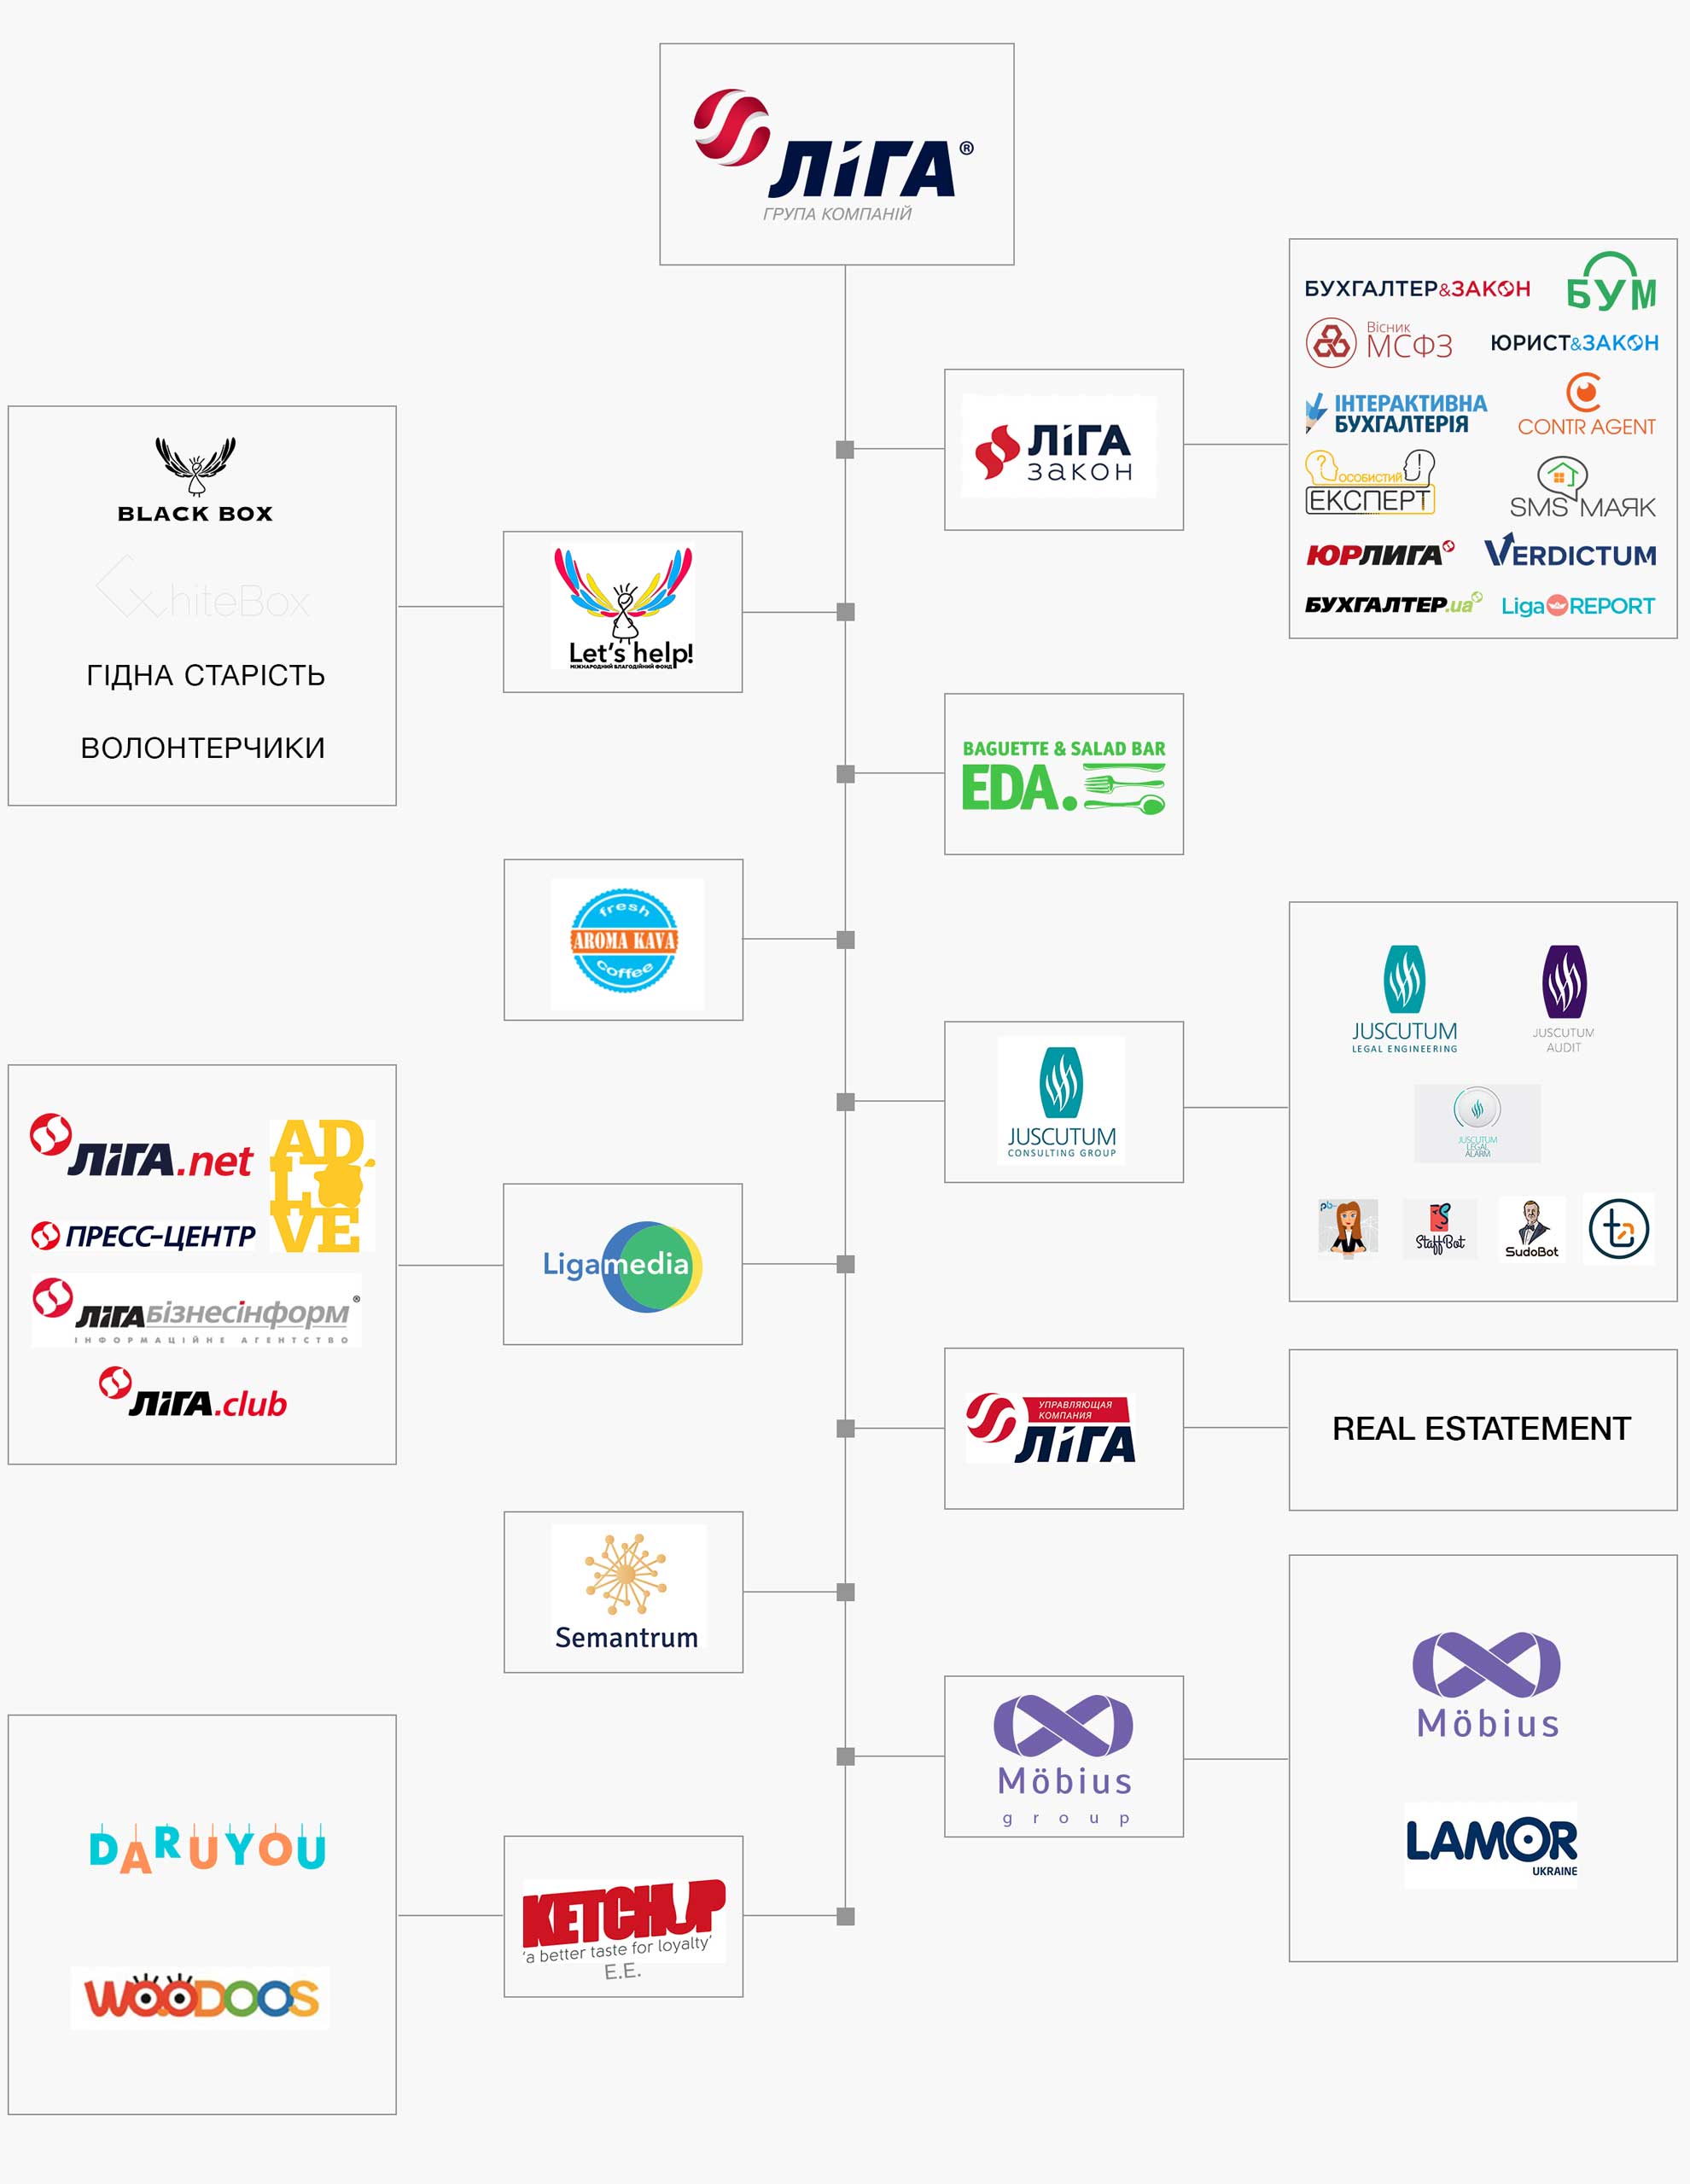 ЛІГА®
ГРУПА КОМПАНІЙ
БУХГАЛТЕР&ЗАКОН
БУМ
Вісник
МСФЗ
ЮРИСТ&ЗАКОН
ІНТЕРАКТИВНА
БУХГАЛТЕРІЯ
CONTR AGENT
?
!
ОСОБИСТИЙ
ЕКСПЕРТ
SMS МАЯК
ЮРЛИГА
VERDICTUM
БУХГАЛТЕР.ua
Liga REPORT
ЛІГА
ЗАКОН
BLACK BOX
hiteBox
ГІДНА СТАРІСТЬ
ВОЛОНТЕРЧИКИ
Let's help!
МІЖНАРОДНИЙ БЛАГОДІЙНИЙ ФОНД
BAGUETTE & SALAD BAR
EDA.
fresh
AROMA KAVA
coffee
JUSCUTUM
CONSULTING GROUP
JUSCUTUM
LEGAL ENGINEERING
JUSCUTUM
AUDIT
JUSCUTUM
LEGAL
ALARM
pb
StaffBot
SudoBot
ЛІГА.net
AD
LOVE
ПРЕСС-ЦЕНТР
ЛІГАБІЗНЕСІНФОРМ®
ІНФОРМАЦІЙНЕ АГЕНТСТВО
ЛІГА.club
Ligamedia
УПРАВЛЯЮЩАЯ
КОМПАНИЯ
ЛІГА
REAL ESTATEMENT
Semantrum
Möbius
group
Möbius
LAMOR
UKRAINE
DARUYOU
WOODOOS
KETCHUP
'a better taste for loyalty'
E.E.